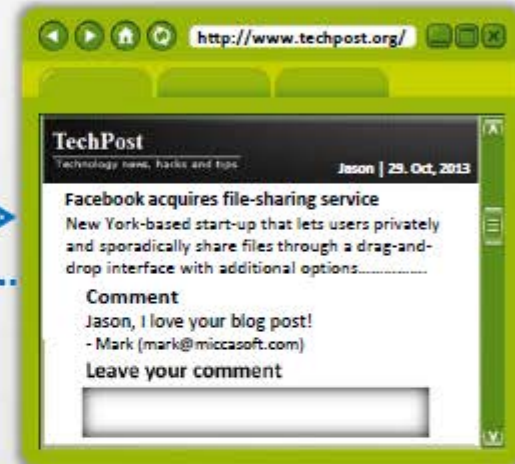 http://www.techpost.org/
TechPost
Technology news, hacks and tips
Jason | 29. Oct, 2013
Facebook acquires file-sharing service
New York-based start-up that lets users privately
and sporadically share files through a drag-and-
drop interface with additional options.................
Comment
Jason, I love your blog post!
- Mark (mark@miccasoft.com)
Leave your comment